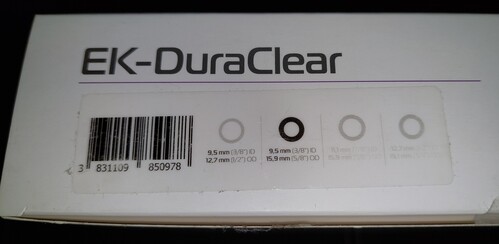 EK-DuraClear
3 831109 850978
9,5 mm (3/8") ID
12,7 mm (1/2") OD
9,5 mm (3/8") ID
15,9 mm (5/8") OD